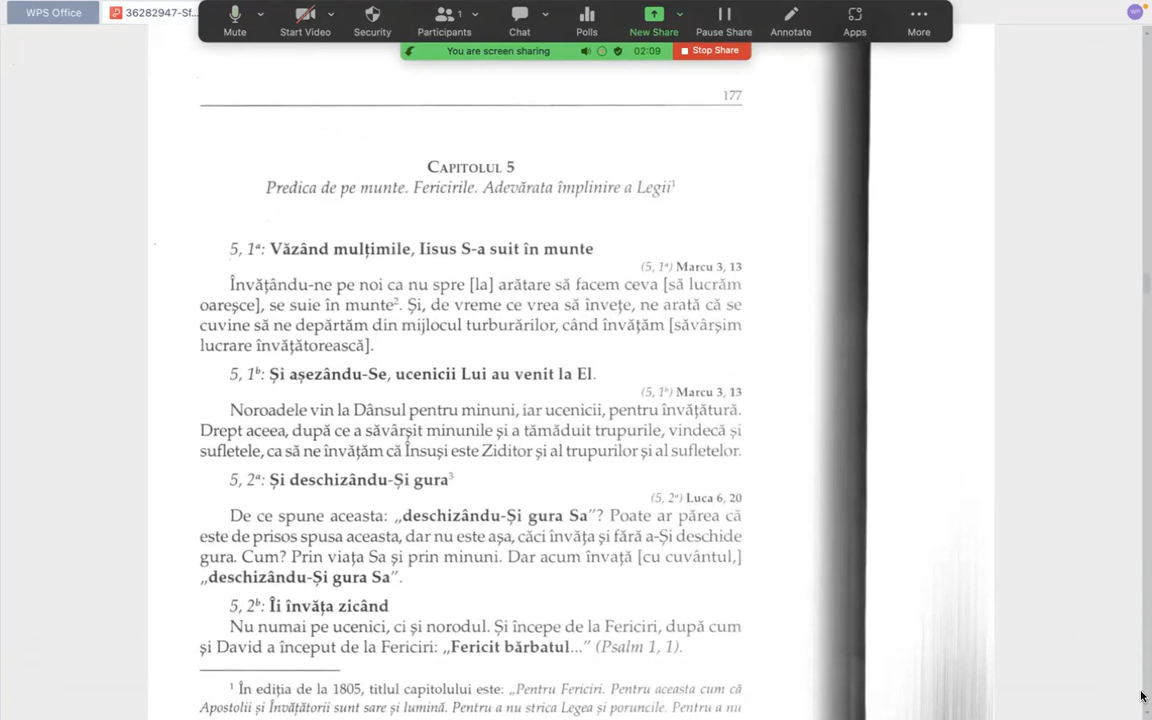 WPS Office
36282947-Sf.
Mute
Start Video
Security
1
Participants
Chat
Polls
New Share
Pause Share
Annotate
Apps
More
You are screen sharing
02:09
Stop Share
177
CAPITOLUL 5
Predica de pe munte. Fericirile. Adevărata împlinire a Legii¹
5, 1ᵃ: Văzând mulțimile, Iisus S-a suit în munte
(5, 1ᵃ) Marcu 3, 13
Învățându-ne pe noi ca nu spre [la] arătare să facem ceva [să lucrăm
oareșce], se suie în munte². Și, de vreme ce vrea să învețe, ne arată că se
cuvine să ne depărtăm din mijlocul turburărilor, când învățăm [săvârșim
lucrare învățătorească].
5, 1ᵇ: Și așezându-Se, ucenicii Lui au venit la El.
(5, 1ᵇ) Marcu 3, 13
Noroadele vin la Dânsul pentru minuni, iar ucenicii, pentru învățătură.
Drept aceea, după ce a săvârșit minunile și a tămăduit trupurile, vindecă și
sufletele, ca să ne învățăm că Însuși este Ziditor și al trupurilor și al sufletelor.
5, 2ᵃ: Și deschizându-Și gura³
(5, 2ᵃ) Luca 6, 20
De ce spune aceasta: „deschizându-Și gura Sa”? Poate ar părea că
este de prisos spusa aceasta, dar nu este așa, căci învăța și fără a-Și deschide
gura. Cum? Prin viața Sa și prin minuni. Dar acum învață [cu cuvântul,]
„deschizându-Și gura Sa”.
5, 2ᵇ: Îi învăța zicând
Nu numai pe ucenici, ci și norodul. Și începe de la Fericiri, după cum
și David a început de la Fericiri: „Fericit bărbatul...” (Psalm 1, 1).
¹ În ediția de la 1805, titlul capitolului este: „Pentru Fericiri. Pentru aceasta cum că
Apostolii și Învățătorii sunt sare și lumină. Pentru a nu strica Legea și poruncile. Pentru a nu